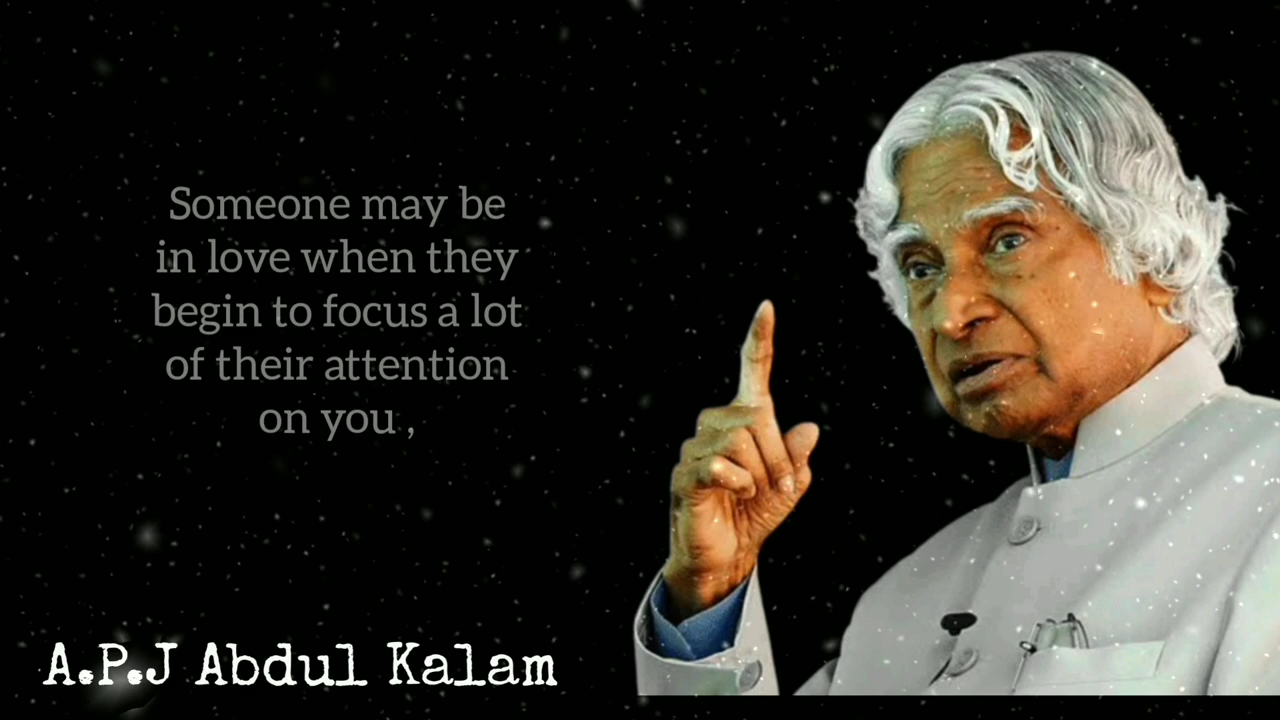 Someone may be
in love when they
begin to focus a lot
of their attention
on you ,
A.P.J Abdul Kalam